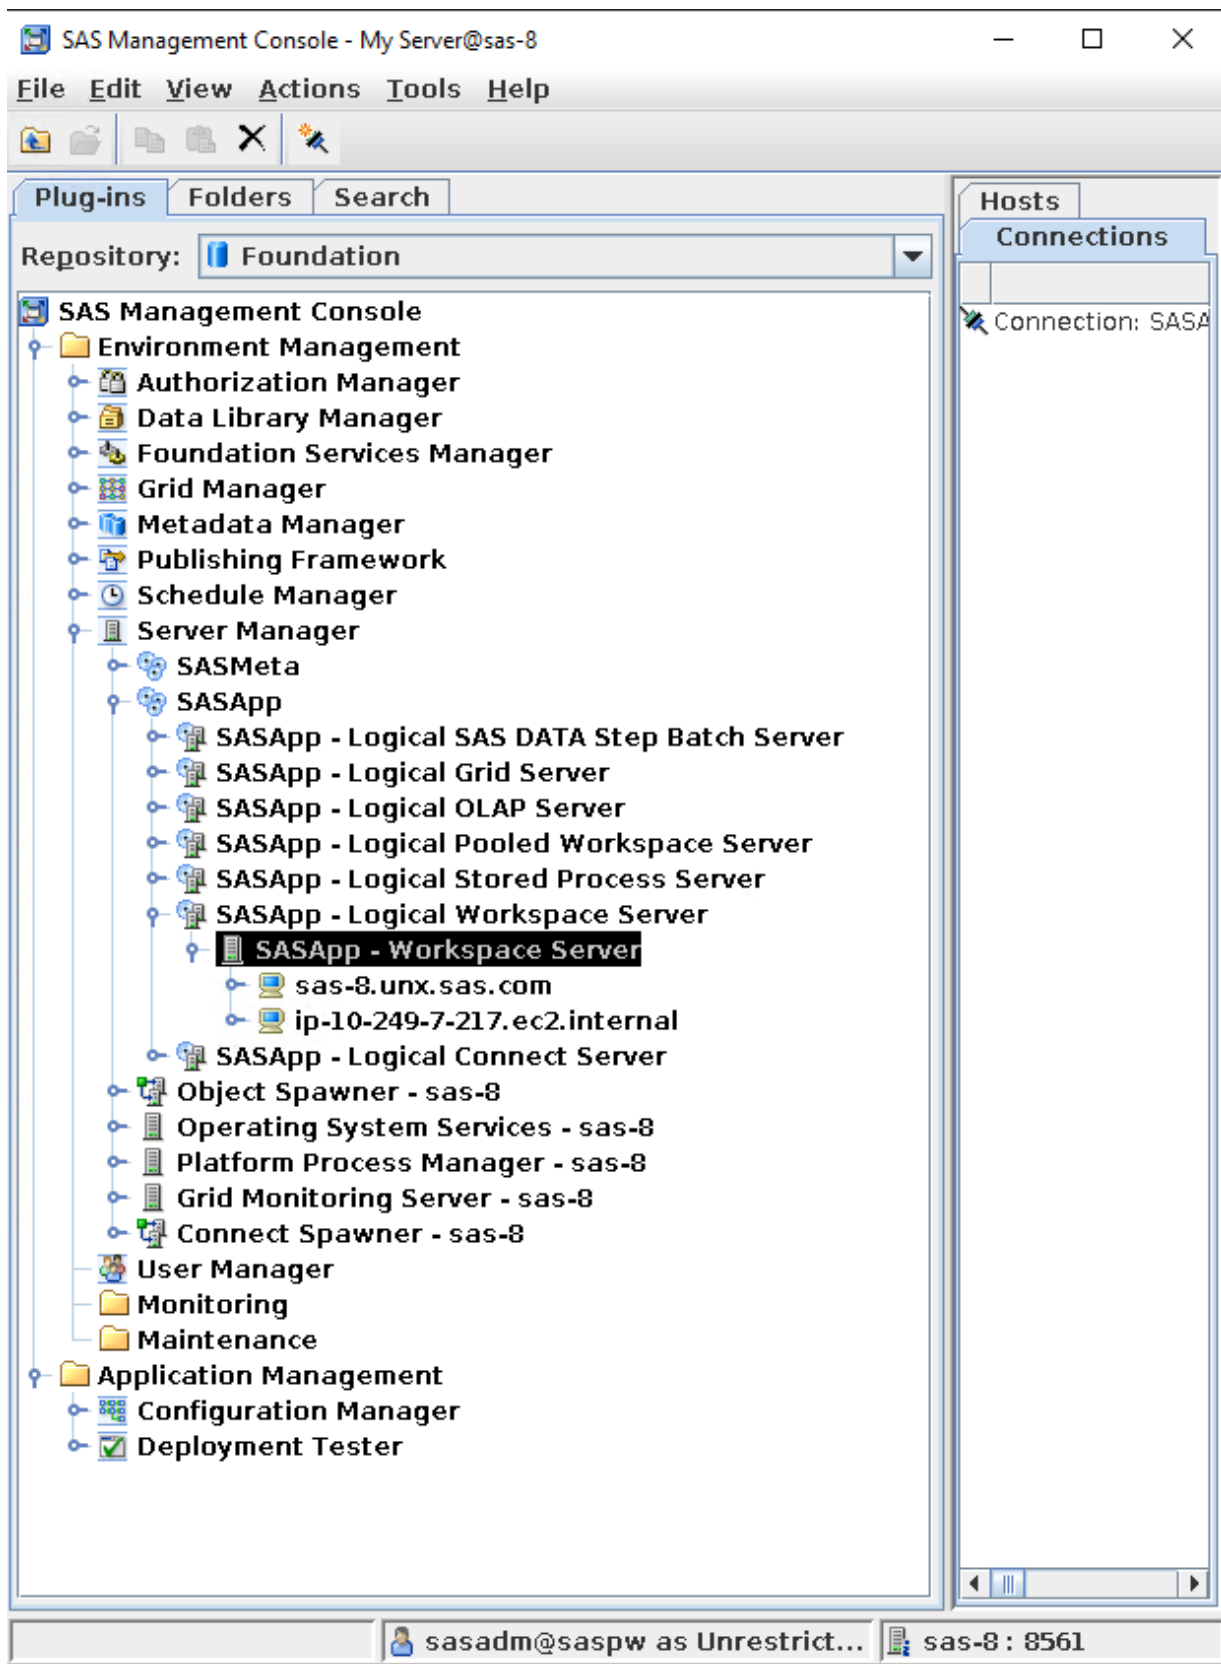 SAS Management Console - My Server@sas-8
File Edit View Actions Tools Help
Plug-ins Folders Search
Repository: Foundation
SAS Management Console
Environment Management
Authorization Manager
Data Library Manager
Foundation Services Manager
Grid Manager
Metadata Manager
Publishing Framework
Schedule Manager
Server Manager
SASMeta
SASApp
SASApp - Logical SAS DATA Step Batch Server
SASApp - Logical Grid Server
SASApp - Logical OLAP Server
SASApp - Logical Pooled Workspace Server
SASApp - Logical Stored Process Server
SASApp - Logical Workspace Server
SASApp - Workspace Server
sas-8.unx.sas.com
ip-10-249-7-217.ec2.internal
SASApp - Logical Connect Server
Object Spawner - sas-8
Operating System Services - sas-8
Platform Process Manager - sas-8
Grid Monitoring Server - sas-8
Connect Spawner - sas-8
User Manager
Monitoring
Maintenance
Application Management
Configuration Manager
Deployment Tester
Hosts
Connections
Connection: SASA
sasadm@saspw as Unrestrict...
sas-8 : 8561